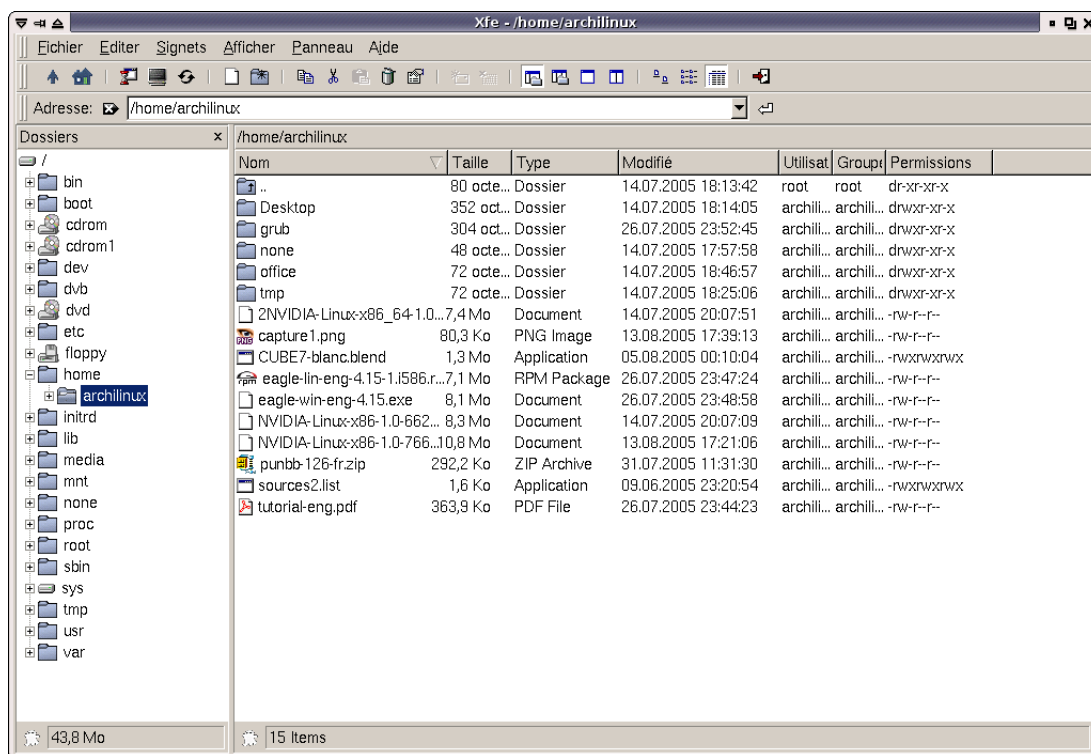 Xfe - /home/archilinux
Fichier Editer Signets Afficher Panneau Aide
Adresse: /home/archilinux
Dossiers
/
bin
boot
cdrom
cdrom1
dev
dvb
dvd
etc
floppy
home
archilinux
initrd
lib
media
mnt
none
proc
root
sbin
sys
tmp
usr
var
43,8 Mo
/home/archilinux
Nom Taille Type Modifié Utilisat Groupe Permissions
.. 80 octe... Dossier 14.07.2005 18:13:42 root root dr-xr-xr-x
Desktop 352 oct... Dossier 14.07.2005 18:14:05 archili... archili... drwxr-xr-x
grub 304 oct... Dossier 26.07.2005 23:52:45 archili... archili... drwxr-xr-x
none 48 octe... Dossier 14.07.2005 17:57:58 archili... archili... drwxr-xr-x
office 72 octe... Dossier 14.07.2005 18:46:57 archili... archili... drwxr-xr-x
tmp 72 octe... Dossier 14.07.2005 18:25:06 archili... archili... drwxr-xr-x
2NVIDIA-Linux-x86_64-1.0... 7,4 Mo Document 14.07.2005 20:07:51 archili... archili... -rw-r--r--
capture1.png 80,3 Ko PNG Image 13.08.2005 17:39:13 archili... archili... -rw-r--r--
CUBE7-blanc.blend 1,3 Mo Application 05.08.2005 00:10:04 archili... archili... -rwxrwxrwx
eagle-lin-eng-4.15-1.i586.r... 7,1 Mo RPM Package 26.07.2005 23:47:24 archili... archili... -rw-r--r--
eagle-win-eng-4.15.exe 8,1 Mo Document 26.07.2005 23:48:58 archili... archili... -rw-r--r--
NVIDIA-Linux-x86-1.0-662... 8,3 Mo Document 14.07.2005 20:07:09 archili... archili... -rw-r--r--
NVIDIA-Linux-x86-1.0-766... 10,8 Mo Document 13.08.2005 17:21:06 archili... archili... -rw-r--r--
punbb-126-fr.zip 292,2 Ko ZIP Archive 31.07.2005 11:31:30 archili... archili... -rw-r--r--
sources2.list 1,6 Ko Application 09.06.2005 23:20:54 archili... archili... -rwxrwxrwx
tutorial-eng.pdf 363,9 Ko PDF File 26.07.2005 23:44:23 archili... archili... -rw-r--r--
15 Items